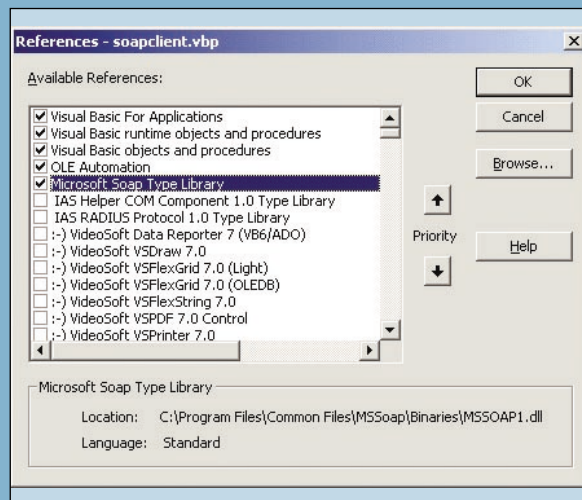 References - soapclient.vbp
Available References:
Visual Basic For Applications
Visual Basic runtime objects and procedures
Visual Basic objects and procedures
OLE Automation
Microsoft Soap Type Library
IAS Helper COM Component 1.0 Type Library
IAS RADIUS Protocol 1.0 Type Library
:-) VideoSoft Data Reporter 7 (VB6/ADO)
:-) VideoSoft VSDraw 7.0
:-) VideoSoft VSFlexGrid 7.0 (Light)
:-) VideoSoft VSFlexGrid 7.0 (OLEDB)
:-) VideoSoft VSFlexString 7.0
:-) VideoSoft VSPDF 7.0 Control
:-) VideoSoft VSPrinter 7.0
Priority
OK
Cancel
Browse...
Help
Microsoft Soap Type Library
Location: C:\Program Files\Common Files\MSSoap\Binaries\MSSOAP1.dll
Language: Standard